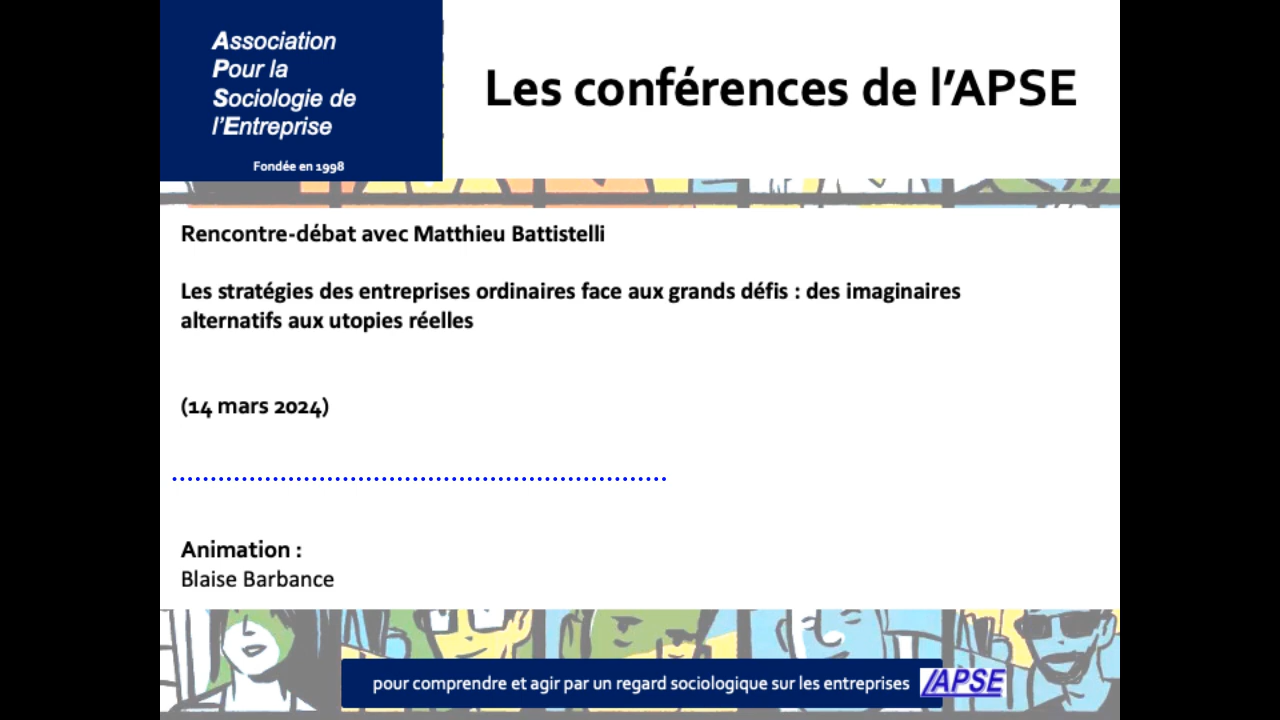 Association
Pour la
Sociologie de
l'Entreprise
Fondée en 1998
Les conférences de l'APSE
Rencontre-débat avec Matthieu Battistelli
Les stratégies des entreprises ordinaires face aux grands défis : des imaginaires
alternatifs aux utopies réelles
(14 mars 2024)
Animation :
Blaise Barbance
pour comprendre et agir par un regard sociologique sur les entreprises
APSE